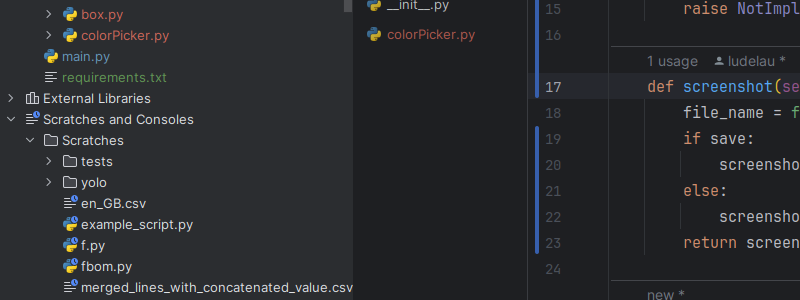 box.py
colorPicker.py
main.py
requirements.txt
External Libraries
Scratches and Consoles
Scratches
tests
yolo
en_GB.csv
example_script.py
f.py
fbom.py
merged_lines_with_concatenated_value.csv
__init__.py
colorPicker.py
15 raise NotImpl
16
1 usage ludelau *
17 def screenshot(se
18 file_name = f
19 if save:
20 screensho
21 else:
22 screensho
23 return screen
24
new *